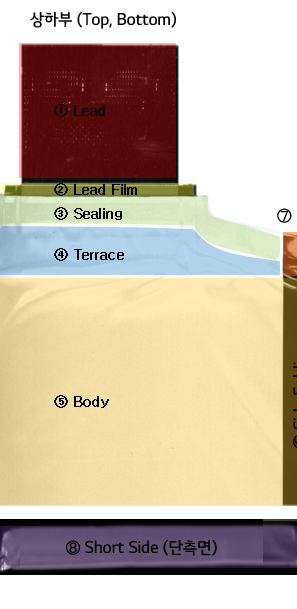 상하부 (Top, Bottom)
① Lead
② Lead Film
③ Sealing
⑦
④ Terrace
⑤ Body
⑧ Short Side (단측면)